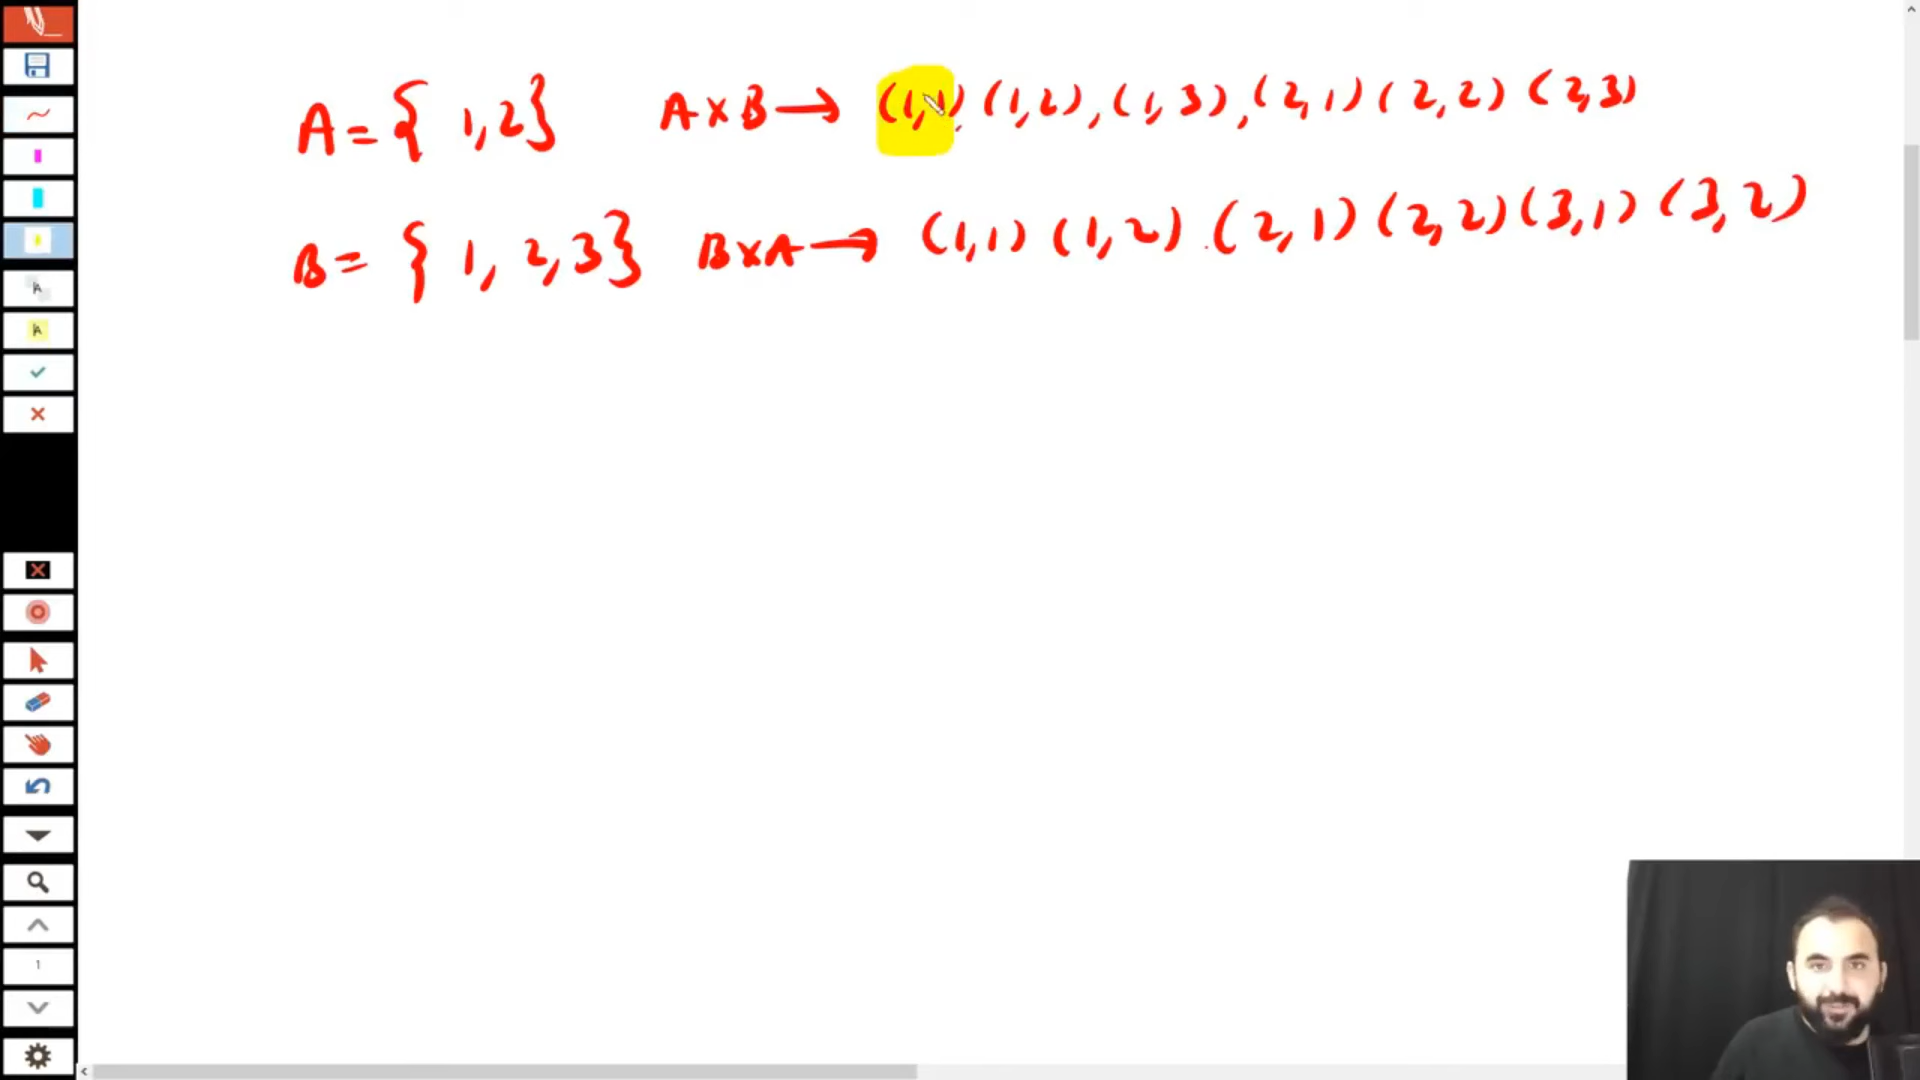 A = { 1,2} A×B → (1,1), (1,2), (1,3), (2,1) (2,2) (2,3)
B = { 1, 2,3} B×A → (1,1) (1,2) . (2,1) (2,2) (3,1) (3,2)
A
A
1